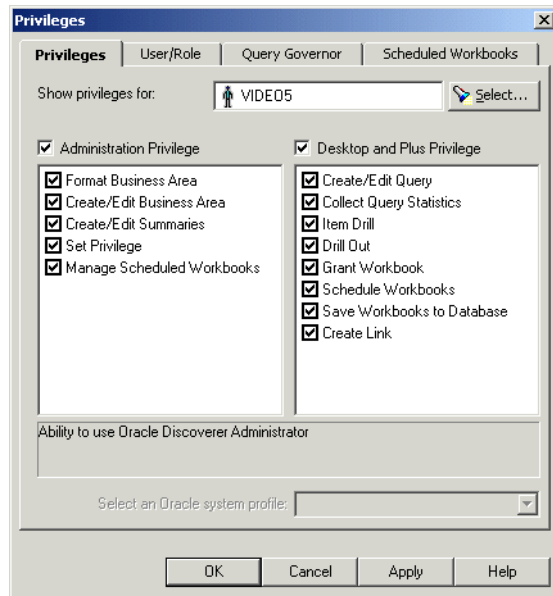 Privileges
Privileges User/Role Query Governor Scheduled Workbooks
Show privileges for: VIDEO5 Select...
Administration Privilege
Format Business Area
Create/Edit Business Area
Create/Edit Summaries
Set Privilege
Manage Scheduled Workbooks
Desktop and Plus Privilege
Create/Edit Query
Collect Query Statistics
Item Drill
Drill Out
Grant Workbook
Schedule Workbooks
Save Workbooks to Database
Create Link
Ability to use Oracle Discoverer Administrator
Select an Oracle system profile:
OK Cancel Apply Help